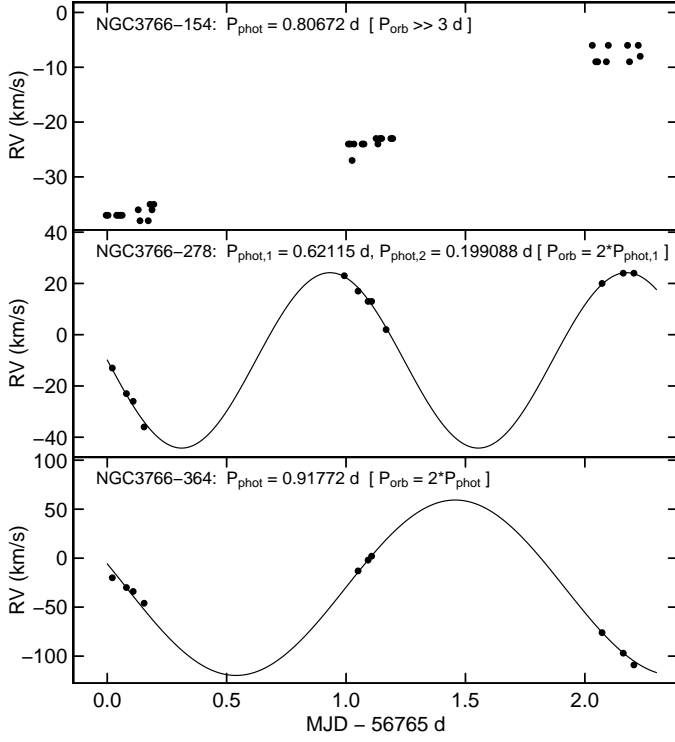 NGC3766−154: P_phot = 0.80672 d [ P_orb >> 3 d ]
0
−10
−20
−30
RV (km/s)
NGC3766−278: P_phot,1 = 0.62115 d, P_phot,2 = 0.199088 d [ P_orb = 2*P_phot,1 ]
40
20
0
−20
−40
RV (km/s)
NGC3766−364: P_phot = 0.91772 d [ P_orb = 2*P_phot ]
100
50
0
−50
−100
RV (km/s)
0.0 0.5 1.0 1.5 2.0
MJD − 56765 d